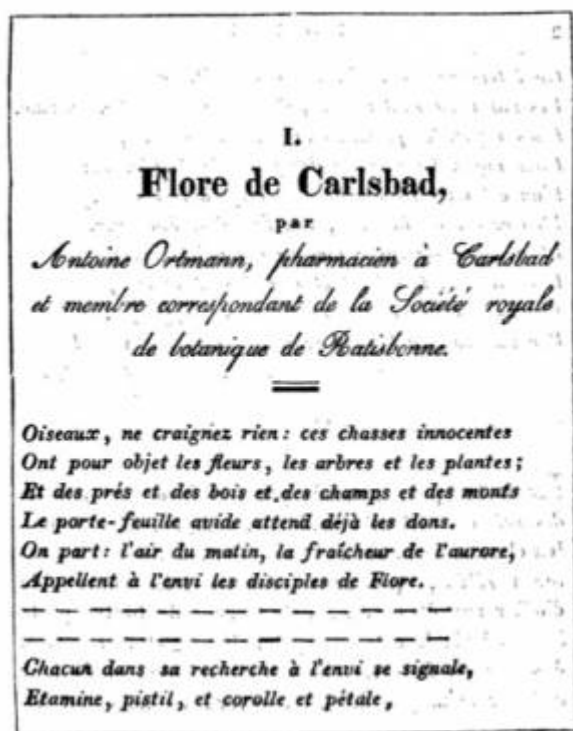 2
I.
Flore de Carlsbad,
par
Antoine Ortmann, pharmacien à Carlsbad
et membre correspondant de la Société royale
de botanique de Ratisbonne.
Oiseaux, ne craignez rien: ces chasses innocentes
Ont pour objet les fleurs, les arbres et les plantes;
Et des prés et des bois et des champs et des monts
Le porte-feuille avide attend déjà les dons.
On part: l'air du matin, la fraîcheur de l'aurore,
Appellent à l'envi les disciples de Flore.
— — — — — — — — — — — — —
— — — — — — — — — — — — —
Chacun dans sa recherche à l'envi se signale,
Etamine, pistil, et corolle et pétale,